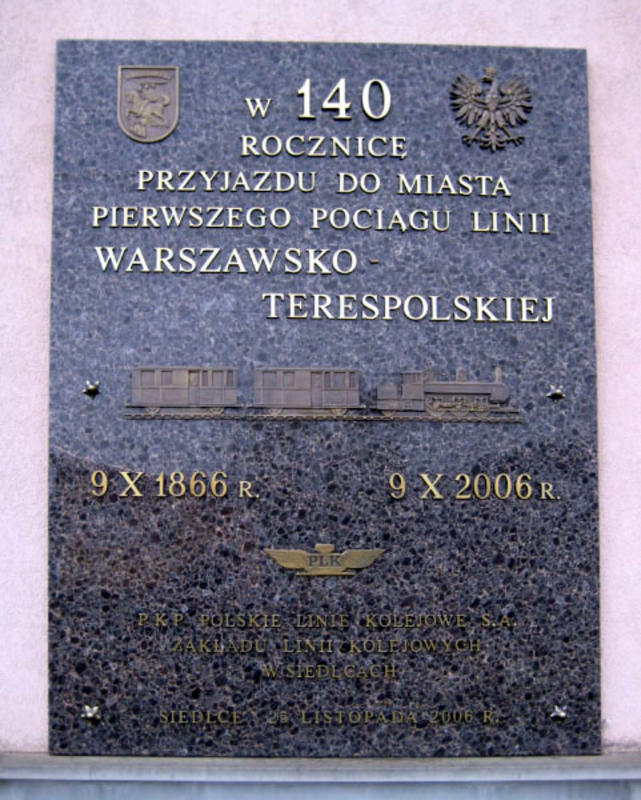 W 140
ROCZNICĘ
PRZYJAZDU DO MIASTA
PIERWSZEGO POCIĄGU LINII
WARSZAWSKO -
TERESPOLSKIEJ
9 X 1866 R. 9 X 2006 R.
PLK
P.K.P. POLSKIE LINIE KOLEJOWE S.A.
ZAKŁADU LINII KOLEJOWYCH
W SIEDLCACH
SIEDLCE LISTOPADA 2006 R.